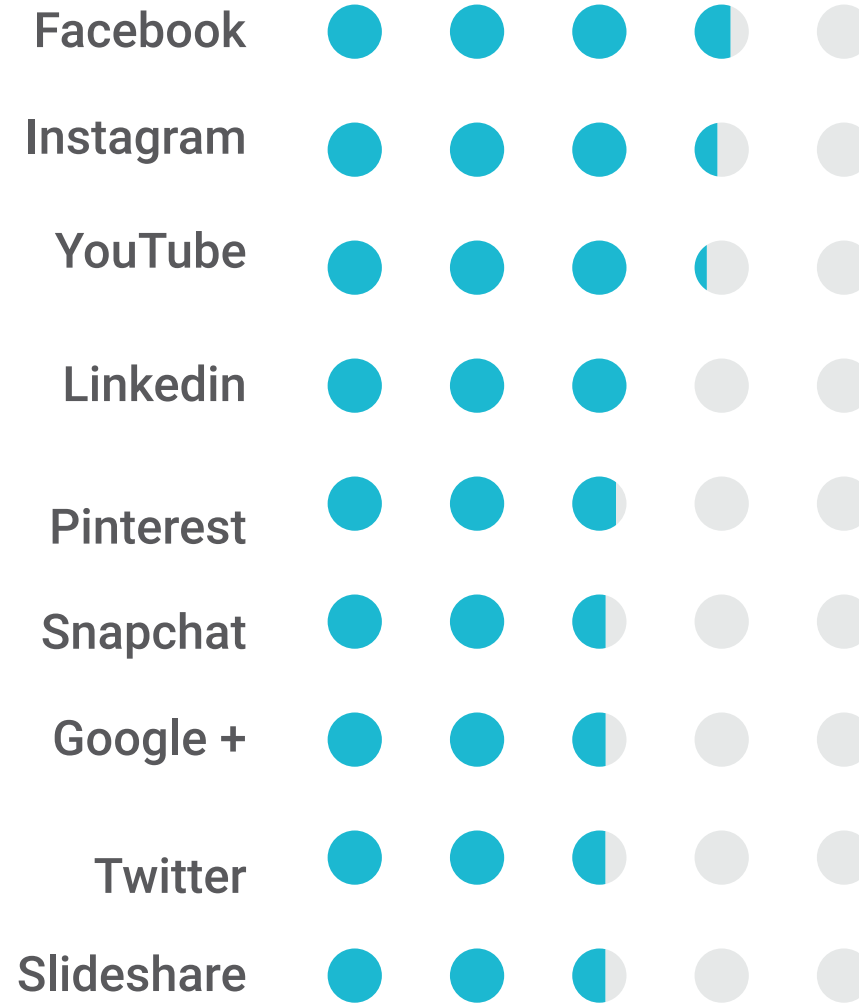 Facebook
Instagram
YouTube
Linkedin
Pinterest
Snapchat
Google +
Twitter
Slideshare